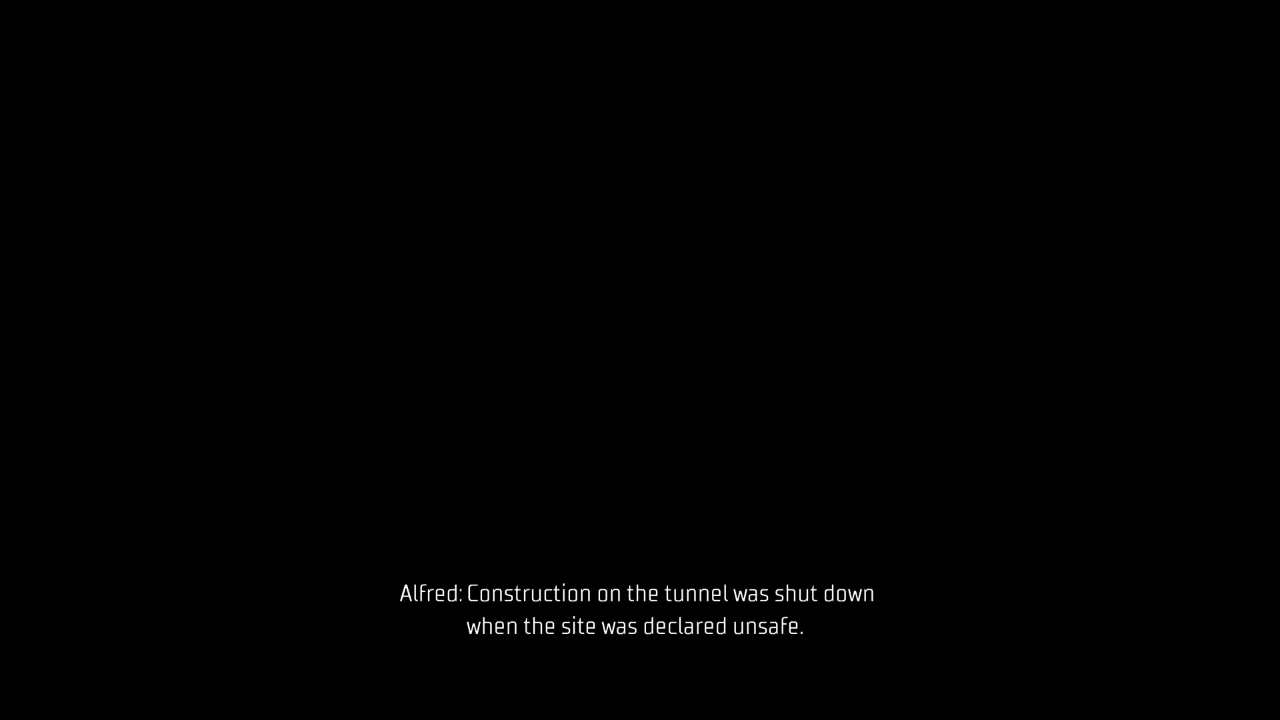 Alfred: Construction on the tunnel was shut down
when the site was declared unsafe.